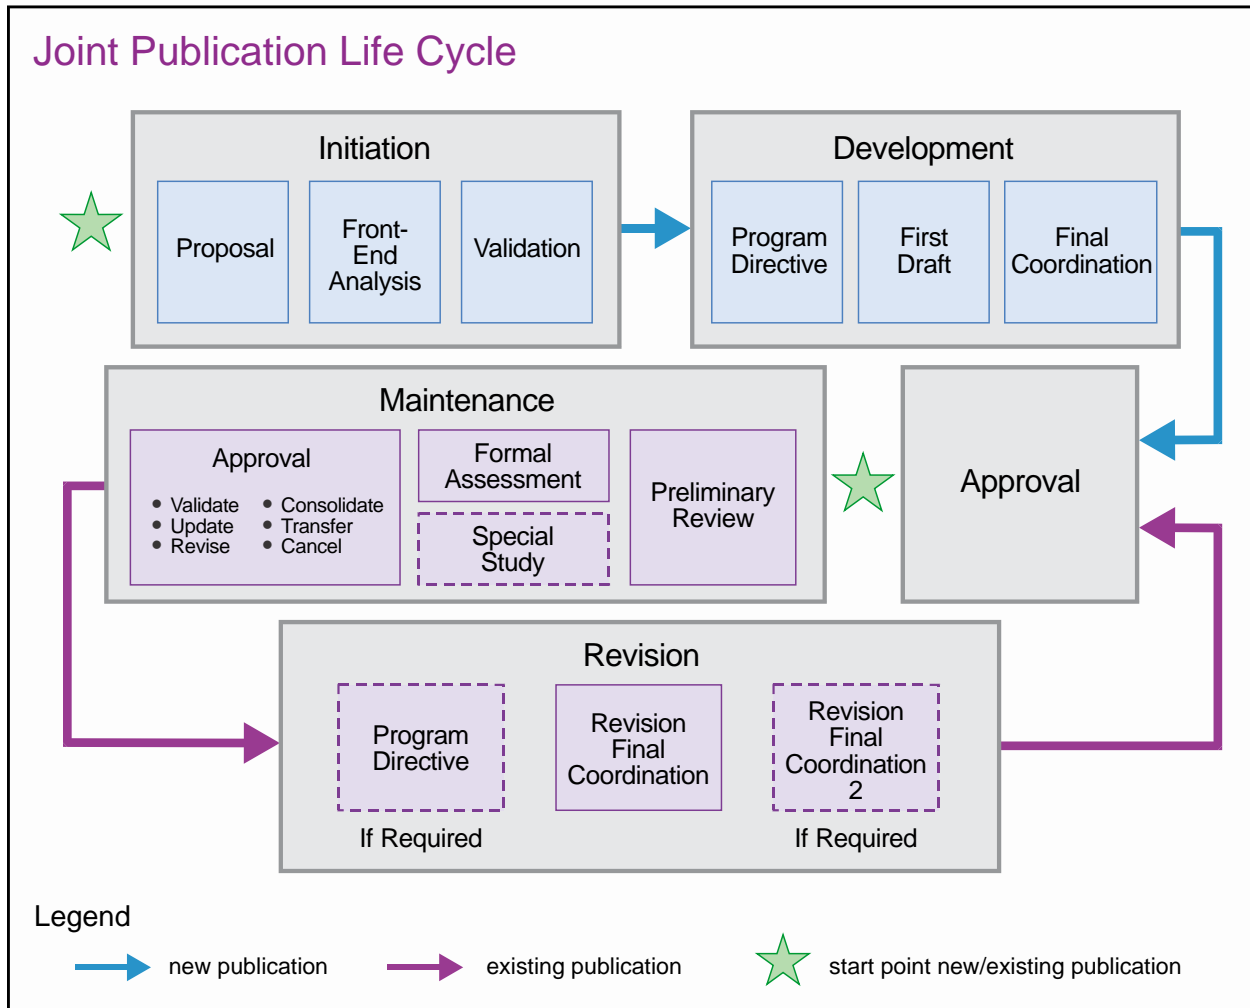 Joint Publication Life Cycle
Initiation
Proposal
Front-
End
Analysis
Validation
Development
Program
Directive
First
Draft
Final
Coordination
Maintenance
Approval
• Validate
• Update
• Revise
• Consolidate
• Transfer
• Cancel
Formal
Assessment
Special
Study
Preliminary
Review
Approval
Revision
Program
Directive
If Required
Revision
Final
Coordination
Revision
Final
Coordination
2
If Required
Legend
new publication
existing publication
start point new/existing publication